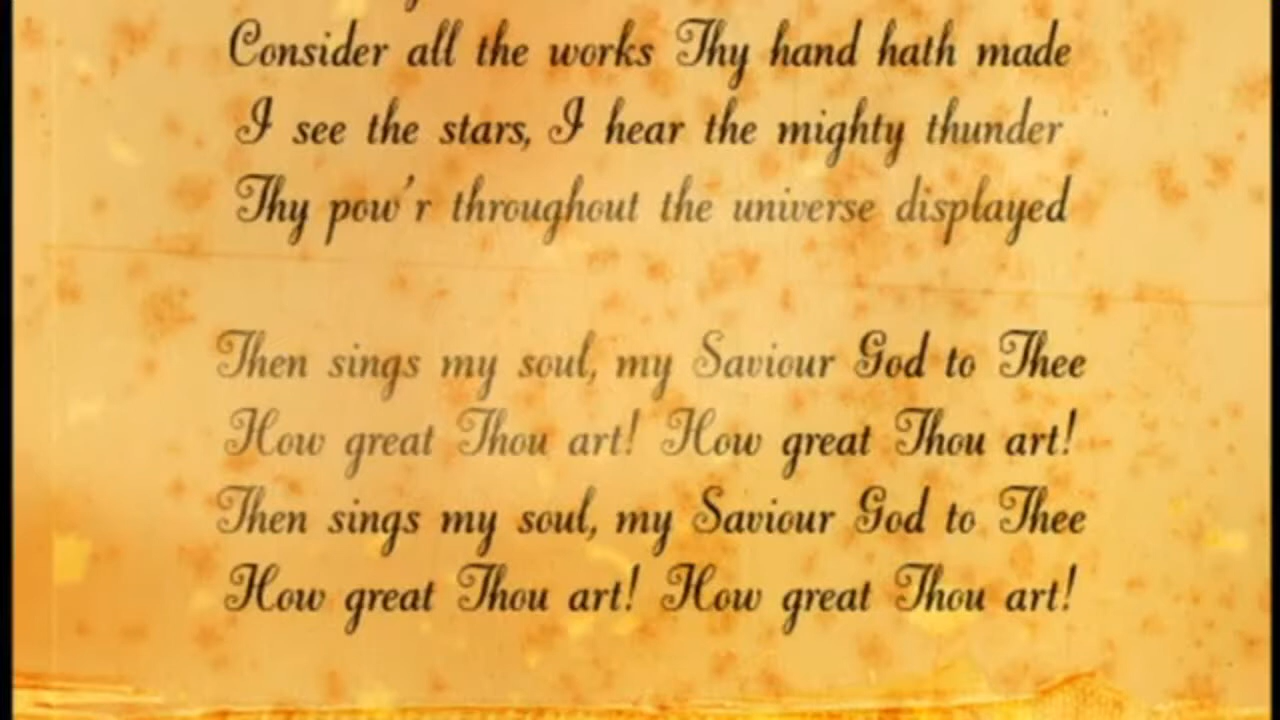 Consider all the works Thy hand hath made
I see the stars, I hear the mighty thunder
Thy pow'r throughout the universe displayed
Then sings my soul, my Saviour God to Thee
How great Thou art! How great Thou art!
Then sings my soul, my Saviour God to Thee
How great Thou art! How great Thou art!